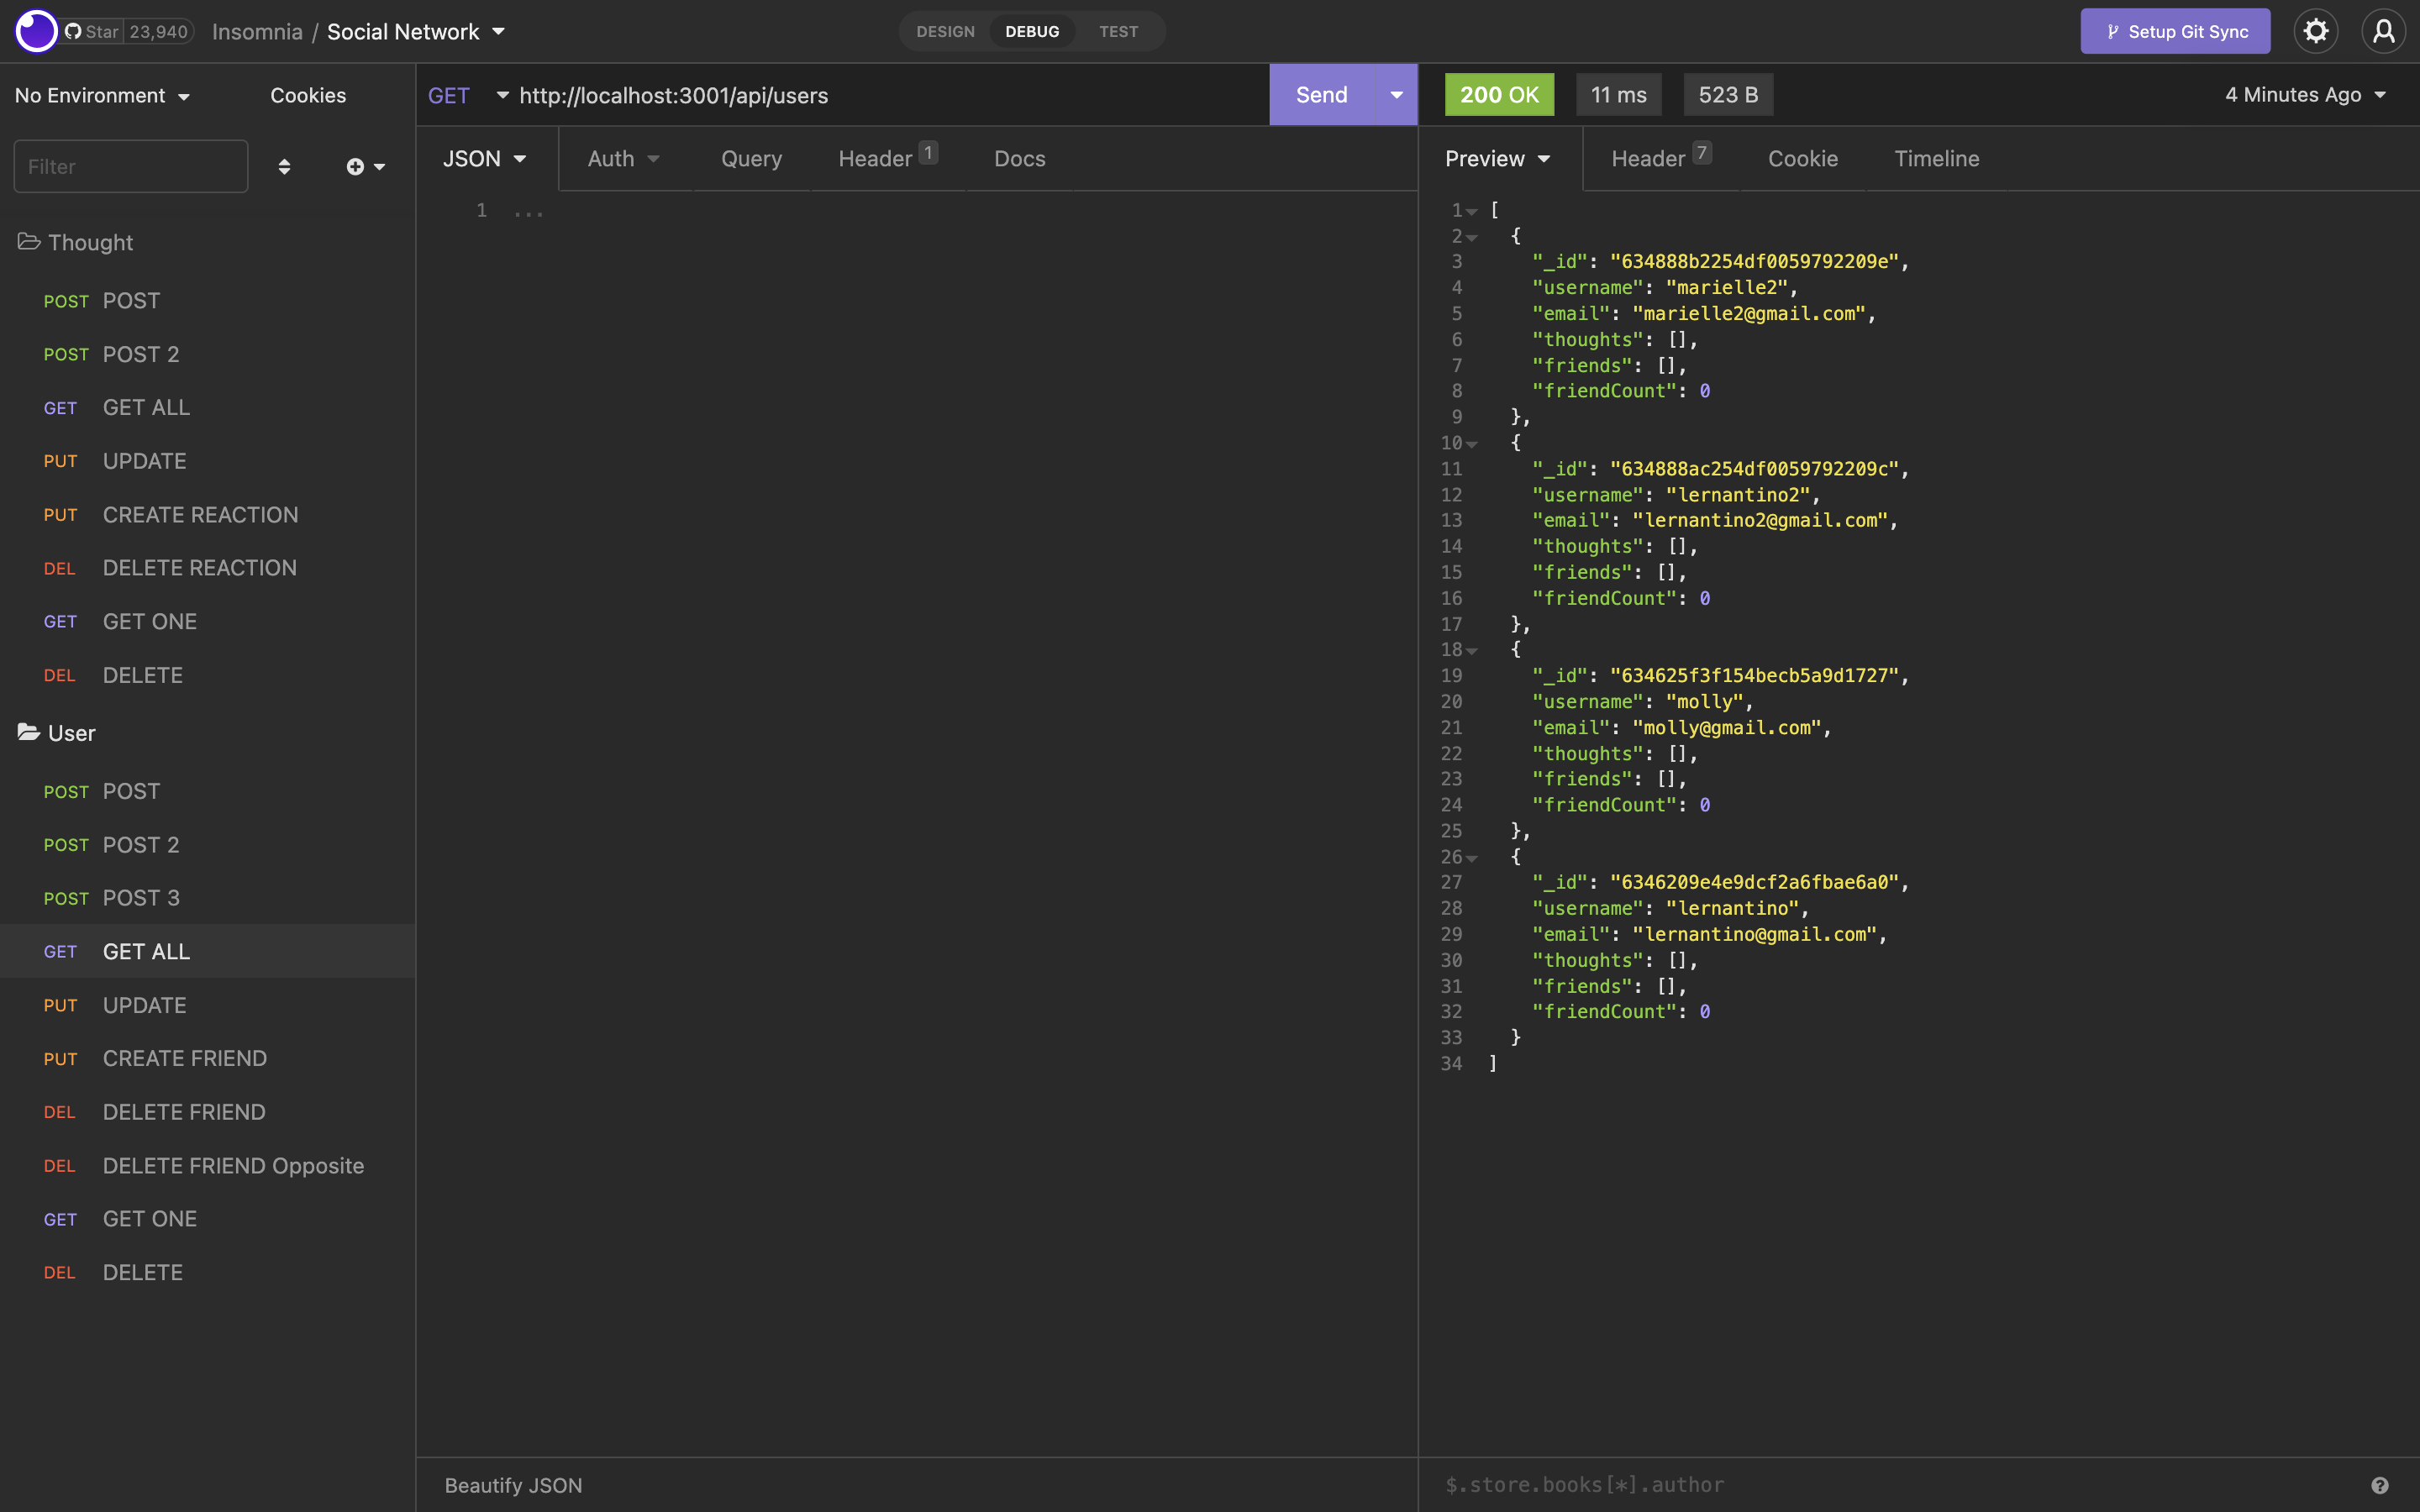 Star 23,940 Insomnia / Social Network
DESIGN DEBUG TEST
Setup Git Sync
No Environment Cookies
Filter
Thought
POST POST
POST POST 2
GET GET ALL
PUT UPDATE
PUT CREATE REACTION
DEL DELETE REACTION
GET GET ONE
DEL DELETE
User
POST POST
POST POST 2
POST POST 3
GET GET ALL
PUT UPDATE
PUT CREATE FRIEND
DEL DELETE FRIEND
DEL DELETE FRIEND Opposite
GET GET ONE
DEL DELETE
GET http://localhost:3001/api/users Send
JSON Auth Query Header 1 Docs
1 ...
Beautify JSON
200 OK 11 ms 523 B 4 Minutes Ago
Preview Header 7 Cookie Timeline
1 [
2 {
3 "_id": "634888b2254df0059792209e",
4 "username": "marielle2",
5 "email": "marielle2@gmail.com",
6 "thoughts": [],
7 "friends": [],
8 "friendCount": 0
9 },
10 {
11 "_id": "634888ac254df0059792209c",
12 "username": "lernantino2",
13 "email": "lernantino2@gmail.com",
14 "thoughts": [],
15 "friends": [],
16 "friendCount": 0
17 },
18 {
19 "_id": "634625f3f154becb5a9d1727",
20 "username": "molly",
21 "email": "molly@gmail.com",
22 "thoughts": [],
23 "friends": [],
24 "friendCount": 0
25 },
26 {
27 "_id": "6346209e4e9dcf2a6fbae6a0",
28 "username": "lernantino",
29 "email": "lernantino@gmail.com",
30 "thoughts": [],
31 "friends": [],
32 "friendCount": 0
33 }
34 ]
$.store.books[*].author